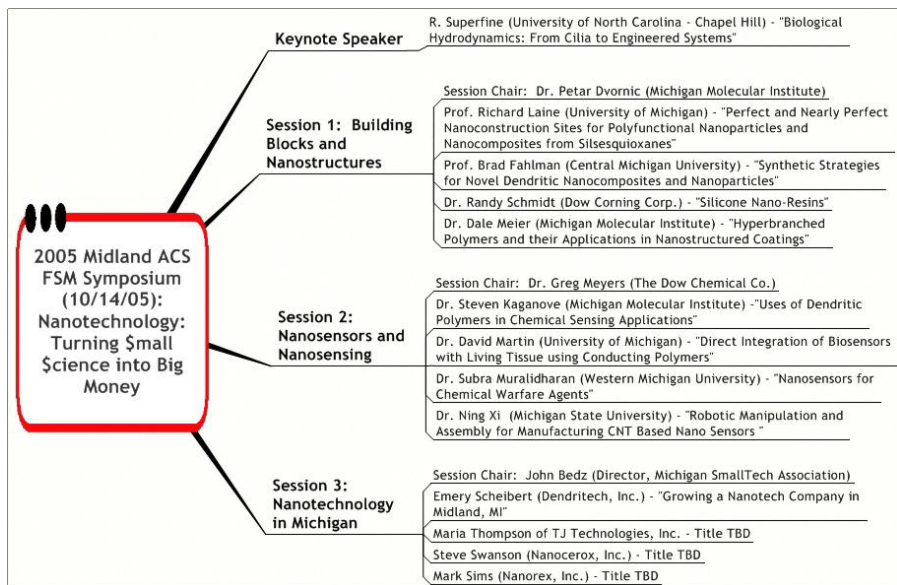 2005 Midland ACS
FSM Symposium
(10/14/05):
Nanotechnology:
Turning $mall
$cience into Big
Money
Keynote Speaker
R. Superfine (University of North Carolina - Chapel Hill) - "Biological
Hydrodynamics: From Cilia to Engineered Systems"
Session 1: Building
Blocks and
Nanostructures
Session Chair: Dr. Petar Dvornic (Michigan Molecular Institute)
Prof. Richard Laine (University of Michigan) - "Perfect and Nearly Perfect
Nanoconstruction Sites for Polyfunctional Nanoparticles and
Nanocomposites from Silsesquioxanes"
Prof. Brad Fahlman (Central Michigan University) - "Synthetic Strategies
for Novel Dendritic Nanocomposites and Nanoparticles"
Dr. Randy Schmidt (Dow Corning Corp.) - "Silicone Nano-Resins"
Dr. Dale Meier (Michigan Molecular Institute) - "Hyperbranched
Polymers and their Applications in Nanostructured Coatings"
Session 2:
Nanosensors and
Nanosensing
Session Chair: Dr. Greg Meyers (The Dow Chemical Co.)
Dr. Steven Kaganove (Michigan Molecular Institute) -"Uses of Dendritic
Polymers in Chemical Sensing Applications"
Dr. David Martin (University of Michigan) - "Direct Integration of Biosensors
with Living Tissue using Conducting Polymers"
Dr. Subra Muralidharan (Western Michigan University) - "Nanosensors for
Chemical Warfare Agents"
Dr. Ning Xi (Michigan State University) - "Robotic Manipulation and
Assembly for Manufacturing CNT Based Nano Sensors "
Session 3:
Nanotechnology
in Michigan
Session Chair: John Bedz (Director, Michigan SmallTech Association)
Emery Scheibert (Dendritech, Inc.) - "Growing a Nanotech Company in
Midland, MI"
Maria Thompson of TJ Technologies, Inc. - Title TBD
Steve Swanson (Nanocerox, Inc.) - Title TBD
Mark Sims (Nanorex, Inc.) - Title TBD